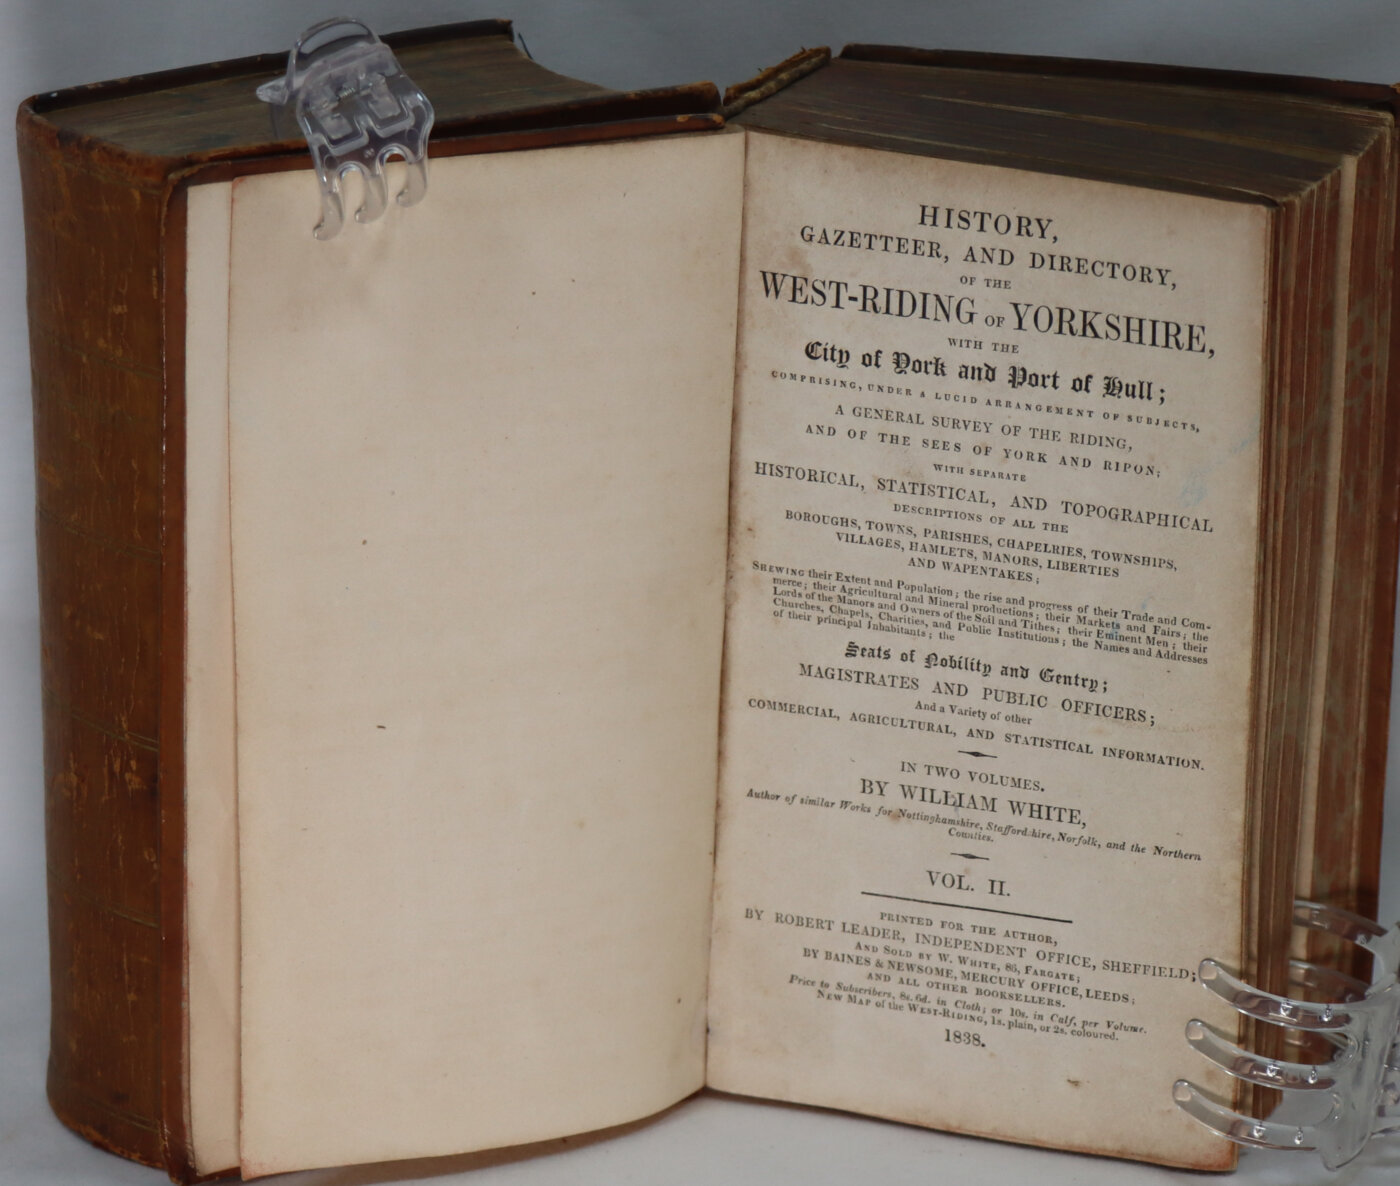 HISTORY,
GAZETTEER, AND DIRECTORY,
OF THE
WEST-RIDING OF YORKSHIRE,
WITH THE
City of York and Port of Hull;
COMPRISING, UNDER A LUCID ARRANGEMENT OF SUBJECTS,
A GENERAL SURVEY OF THE RIDING,
AND OF THE SEES OF YORK AND RIPON;
WITH SEPARATE
HISTORICAL, STATISTICAL, AND TOPOGRAPHICAL
DESCRIPTIONS OF ALL THE
BOROUGHS, TOWNS, PARISHES, CHAPELRIES, TOWNSHIPS,
VILLAGES, HAMLETS, MANORS, LIBERTIES
AND WAPENTAKES;
SHEWING their Extent and Population; the rise and progress of their Trade and Com-
merce; their Agricultural and Mineral productions; their Markets and Fairs; the
Lords of the Manors and Owners of the Soil and Tithes; their Eminent Men; their
Churches, Chapels, Charities, and Public Institutions; the Names and Addresses
of their principal Inhabitants; the
Seats of Nobility and Gentry;
MAGISTRATES AND PUBLIC OFFICERS;
And a Variety of other
COMMERCIAL, AGRICULTURAL, AND STATISTICAL INFORMATION.
IN TWO VOLUMES.
BY WILLIAM WHITE,
Author of similar Works for Nottinghamshire, Staffordshire, Norfolk, and the Northern
Counties.
VOL. II.
PRINTED FOR THE AUTHOR,
BY ROBERT LEADER, INDEPENDENT OFFICE, SHEFFIELD;
AND SOLD BY W. WHITE, 86, FARGATE;
BY BAINES & NEWSOME, MERCURY OFFICE, LEEDS;
AND ALL OTHER BOOKSELLERS.
Price to Subscribers, 8s. 6d. in Cloth; or 10s. in Calf, per Volume.
NEW MAP of the WEST-RIDING, 1s. plain, or 2s. coloured.
1838.